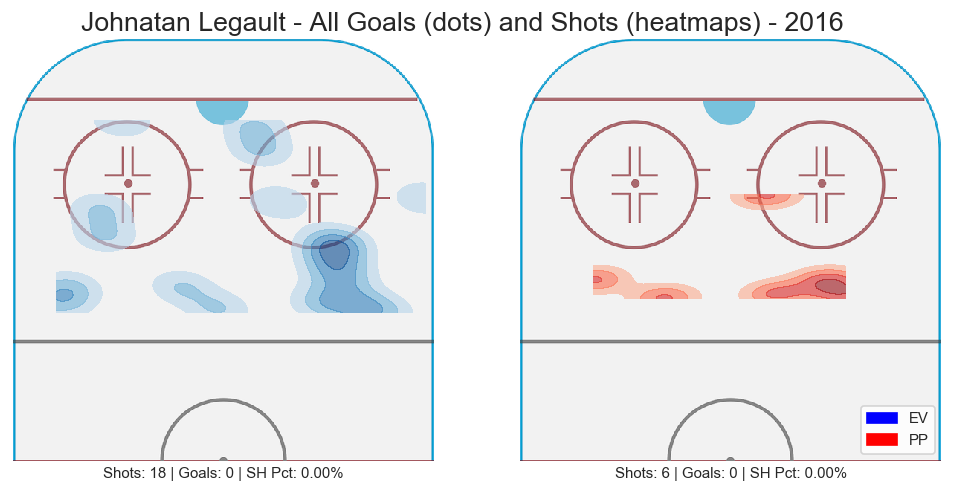 Johnatan Legault - All Goals (dots) and Shots (heatmaps) - 2016
EV
PP
Shots: 18 | Goals: 0 | SH Pct: 0.00%
Shots: 6 | Goals: 0 | SH Pct: 0.00%